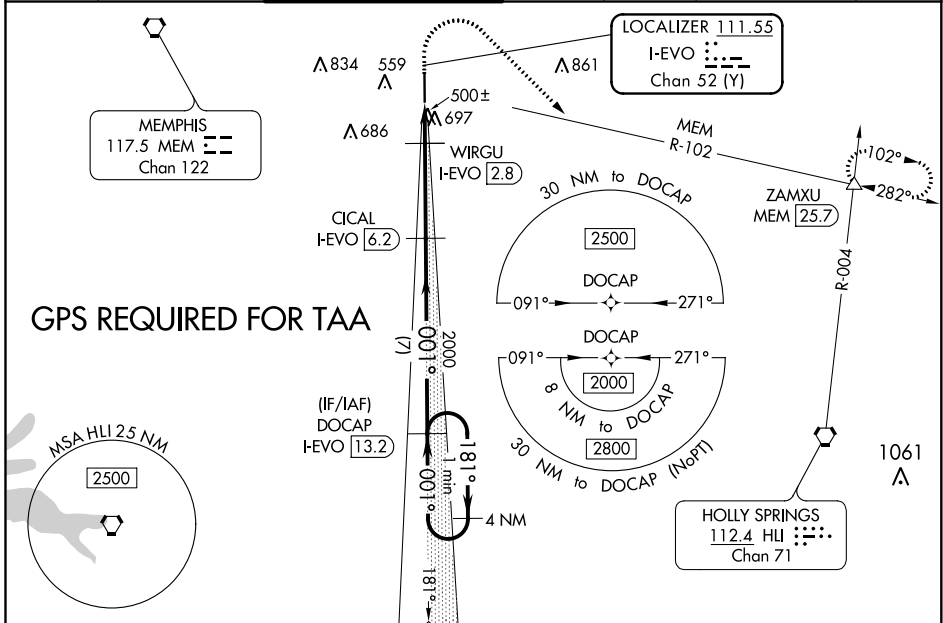 LOCALIZER 111.55
I-EVO
Chan 52 (Y)
834
559
861
MEMPHIS
117.5 MEM
Chan 122
500±
697
686
WIRGU
I-EVO 2.8
MEM
R-102
102°
282°
ZAMXU
MEM 25.7
R-004
CICAL
I-EVO 6.2
30 NM to DOCAP
2500
DOCAP
091°
271°
GPS REQUIRED FOR TAA
001°
2000
(7)
DOCAP
091°
271°
2000
8 NM to DOCAP
2800
30 NM to DOCAP (NoPT)
(IF/IAF)
DOCAP
I-EVO 13.2
181°
1 min
001°
4 NM
181°
MSA HLI 25 NM
2500
1061
HOLLY SPRINGS
112.4 HLI
Chan 71